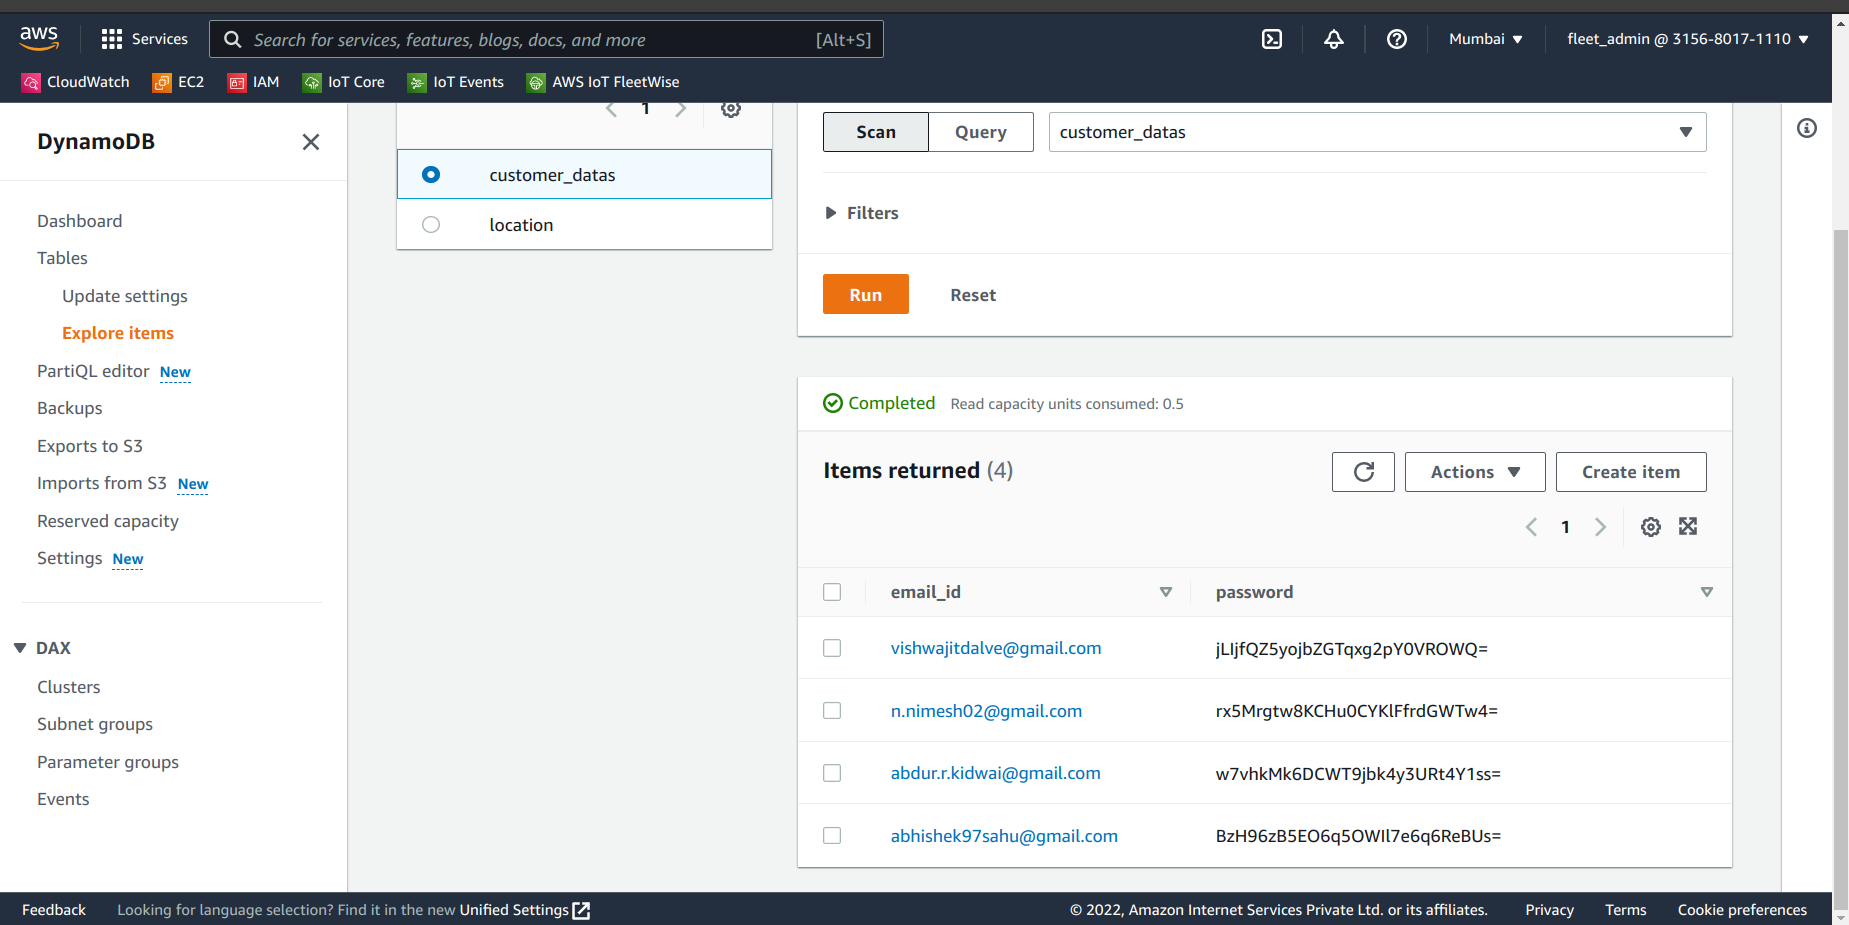 aws Services Search for services, features, blogs, docs, and more [Alt+S] Mumbai fleet_admin @ 3156-8017-1110
CloudWatch EC2 IAM IoT Core IoT Events AWS IoT FleetWise
DynamoDB
Dashboard
Tables
Update settings
Explore items
PartiQL editor New
Backups
Exports to S3
Imports from S3 New
Reserved capacity
Settings New
DAX
Clusters
Subnet groups
Parameter groups
Events
1
customer_datas
location
Scan Query customer_datas
Filters
Run Reset
Completed Read capacity units consumed: 0.5
Items returned (4) Actions Create item
1
email_id password
vishwajitdalve@gmail.com jLIjfQZ5yojbZGTqxg2pY0VROWQ=
n.nimesh02@gmail.com rx5Mrgtw8KCHu0CYKlFfrdGWTw4=
abdur.r.kidwai@gmail.com w7vhkMk6DCWT9jbk4y3URt4Y1ss=
abhishek97sahu@gmail.com BzH96zB5EO6q5OWIl7e6q6ReBUs=
Feedback Looking for language selection? Find it in the new Unified Settings © 2022, Amazon Internet Services Private Ltd. or its affiliates. Privacy Terms Cookie preferences